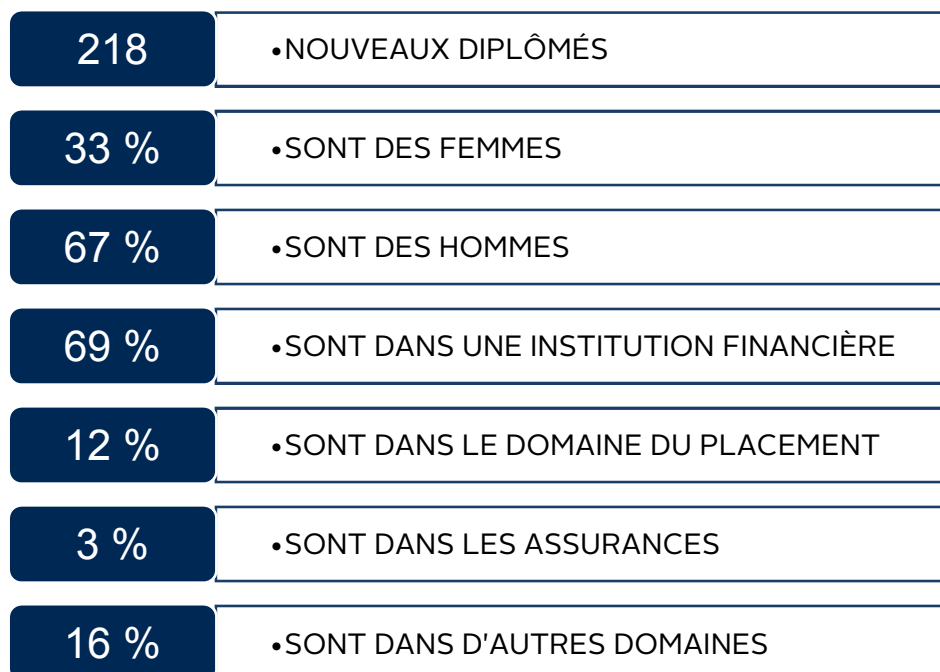 218 •NOUVEAUX DIPLÔMÉS
33 % •SONT DES FEMMES
67 % •SONT DES HOMMES
69 % •SONT DANS UNE INSTITUTION FINANCIÈRE
12 % •SONT DANS LE DOMAINE DU PLACEMENT
3 % •SONT DANS LES ASSURANCES
16 % •SONT DANS D'AUTRES DOMAINES